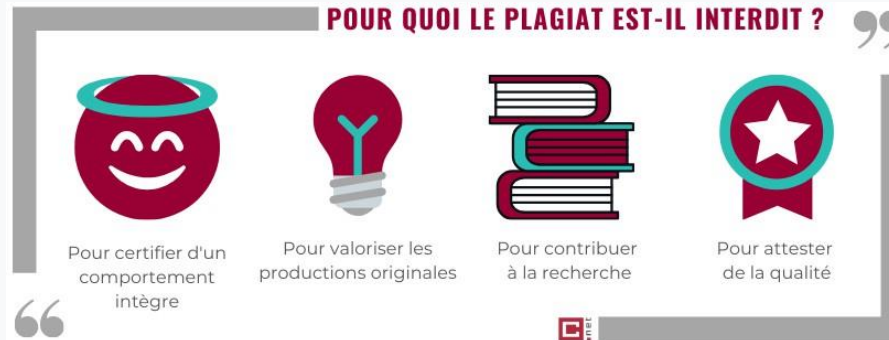 POUR QUOI LE PLAGIAT EST-IL INTERDIT ?
Pour certifier d'un
comportement
intègre
Pour valoriser les
productions originales
Pour contribuer
à la recherche
Pour attester
de la qualité
C
.net